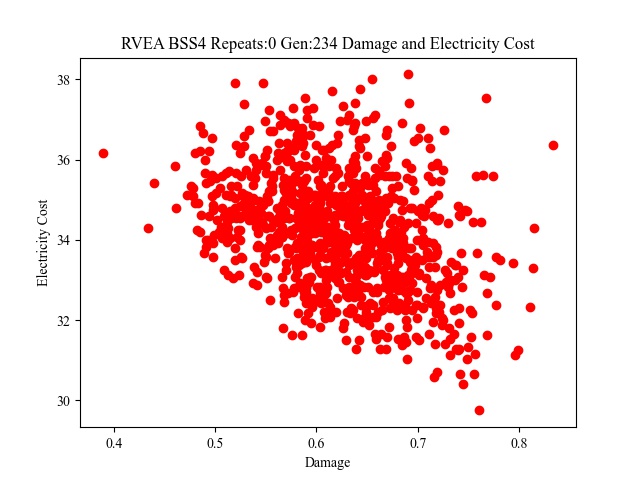 RVEA BSS4 Repeats:0 Gen:234 Damage and Electricity Cost
38
36
34
32
30
Electricity Cost
0.4 0.5 0.6 0.7 0.8
Damage